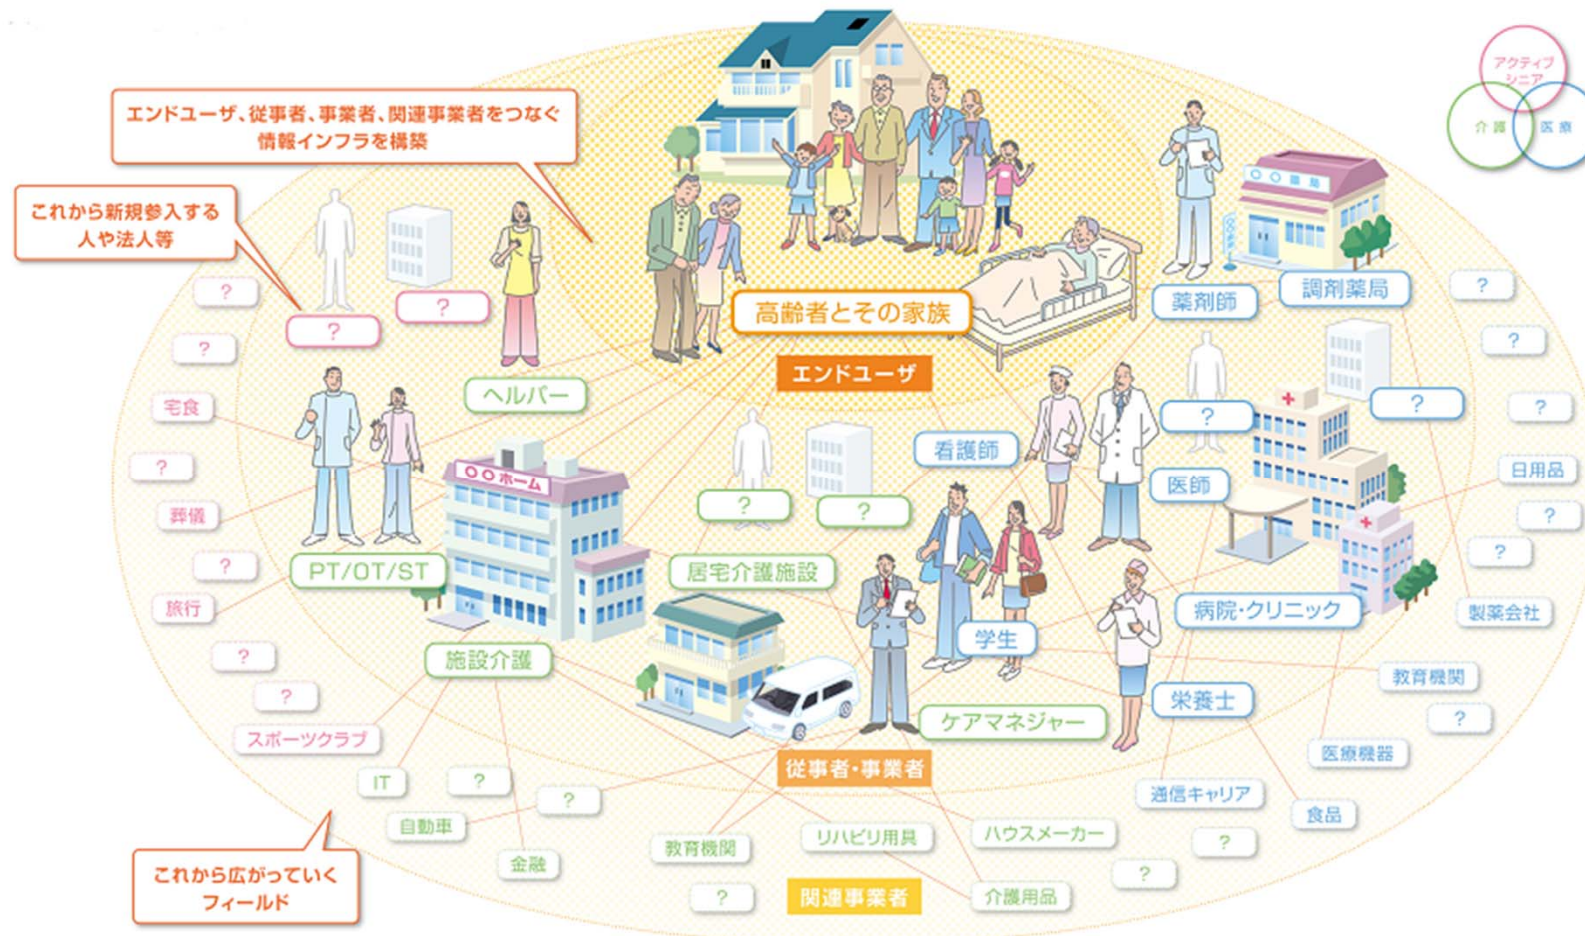 アクティブ
シニア
介護
医療
エンドユーザ、従事者、事業者、関連事業者をつなぐ
情報インフラを構築
これから新規参入する
人や法人等
?
?
?
?
○○薬局
高齢者とその家族
薬剤師
調剤薬局
?
?
エンドユーザ
ヘルパー
宅食
?
?
?
?
看護師
○○ホーム
医師
日用品
?
?
?
葬儀
?
?
PT/OT/ST
居宅介護施設
旅行
病院・クリニック
製薬会社
学生
施設介護
?
教育機関
?
栄養士
?
ケアマネジャー
スポーツクラブ
医療機器
従事者・事業者
IT
?
?
通信キャリア
食品
自動車
リハビリ用具
ハウスメーカー
教育機関
金融
?
?
これから広がっていく
フィールド
?
関連事業者
介護用品